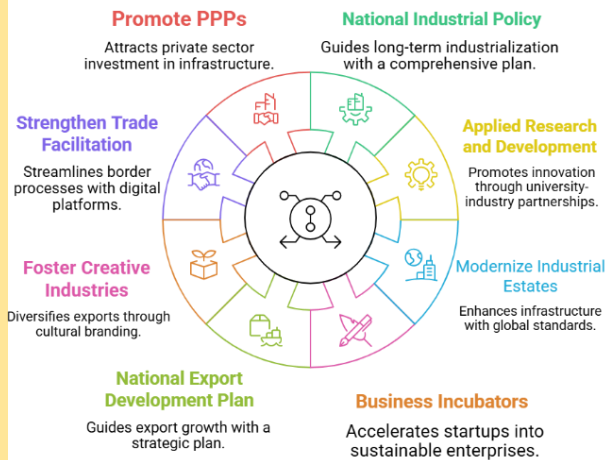 Promote PPPs
Attracts private sector
investment in infrastructure.
National Industrial Policy
Guides long-term industrialization
with a comprehensive plan.
Strengthen Trade
Facilitation
Streamlines border
processes with digital
platforms.
Applied Research
and Development
Promotes innovation
through university-
industry partnerships.
Foster Creative
Industries
Diversifies exports through
cultural branding.
Modernize Industrial
Estates
Enhances infrastructure
with global standards.
National Export
Development Plan
Guides export growth with a
strategic plan.
Business Incubators
Accelerates startups into
sustainable enterprises.